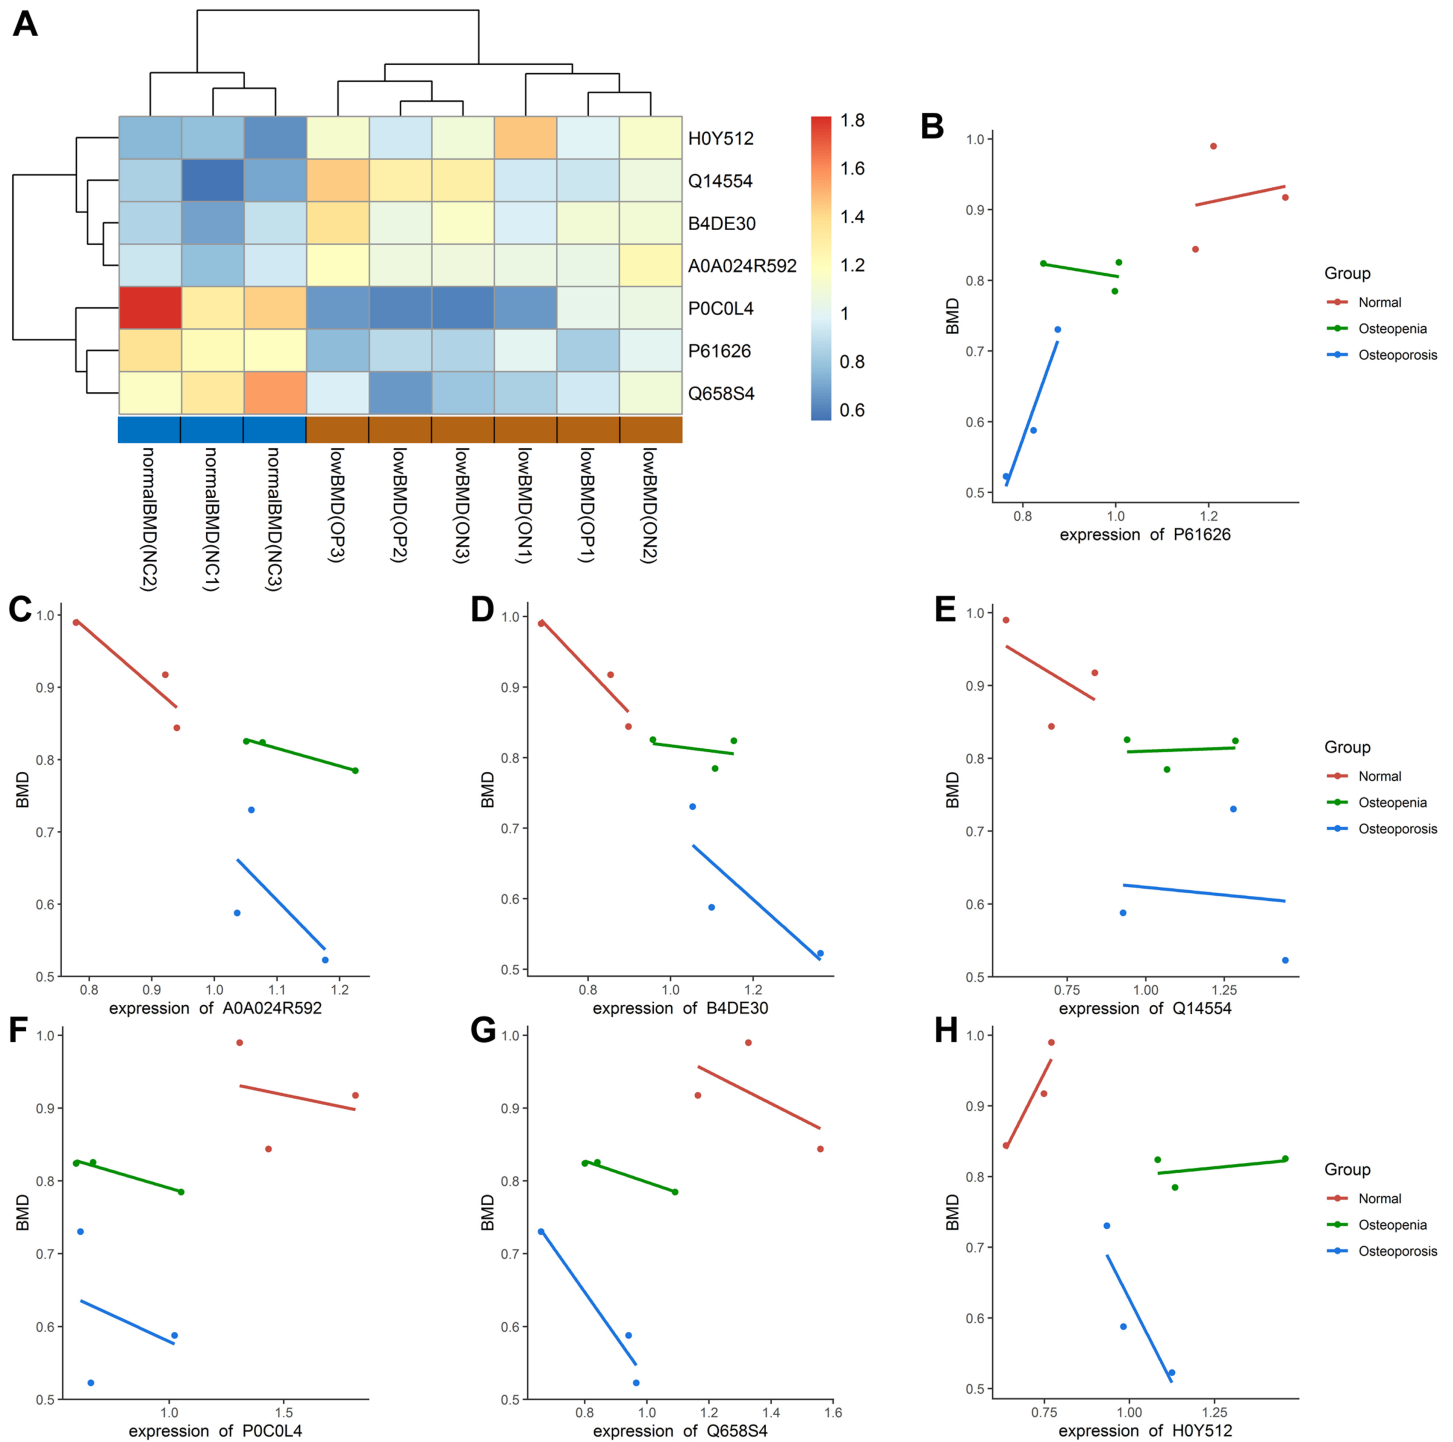 A
H0Y512
Q14554
B4DE30
A0A024R592
P0C0L4
P61626
Q658S4
1.8
1.6
1.4
1.2
1
0.8
0.6
normalBMD(NC2)
normalBMD(NC1)
normalBMD(NC3)
lowBMD(OP3)
lowBMD(OP2)
lowBMD(ON3)
lowBMD(ON1)
lowBMD(OP1)
lowBMD(ON2)
B
1.0
0.9
0.8
0.7
0.6
0.5
BMD
0.8 1.0 1.2
expression of P61626
Group
Normal
Osteopenia
Osteoporosis
C
1.0
0.9
0.8
0.7
0.6
0.5
BMD
0.8 0.9 1.0 1.1 1.2
expression of A0A024R592
D
1.0
0.9
0.8
0.7
0.6
0.5
BMD
0.8 1.0 1.2
expression of B4DE30
E
1.0
0.9
0.8
0.7
0.6
0.5
BMD
0.75 1.00 1.25
expression of Q14554
Group
Normal
Osteopenia
Osteoporosis
F
1.0
0.9
0.8
0.7
0.6
0.5
BMD
1.0 1.5
expression of P0C0L4
G
1.0
0.9
0.8
0.7
0.6
0.5
BMD
0.8 1.0 1.2 1.4 1.6
expression of Q658S4
H
1.0
0.9
0.8
0.7
0.6
0.5
BMD
0.75 1.00 1.25
expression of H0Y512
Group
Normal
Osteopenia
Osteoporosis